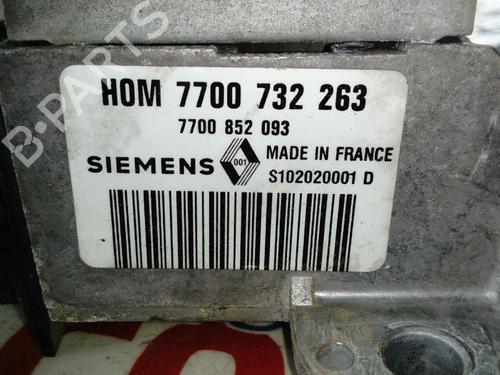 HOM 7700 732 263
7700 852 093
SIEMENS 001 MADE IN FRANCE
S102020001 D
B-PARTS